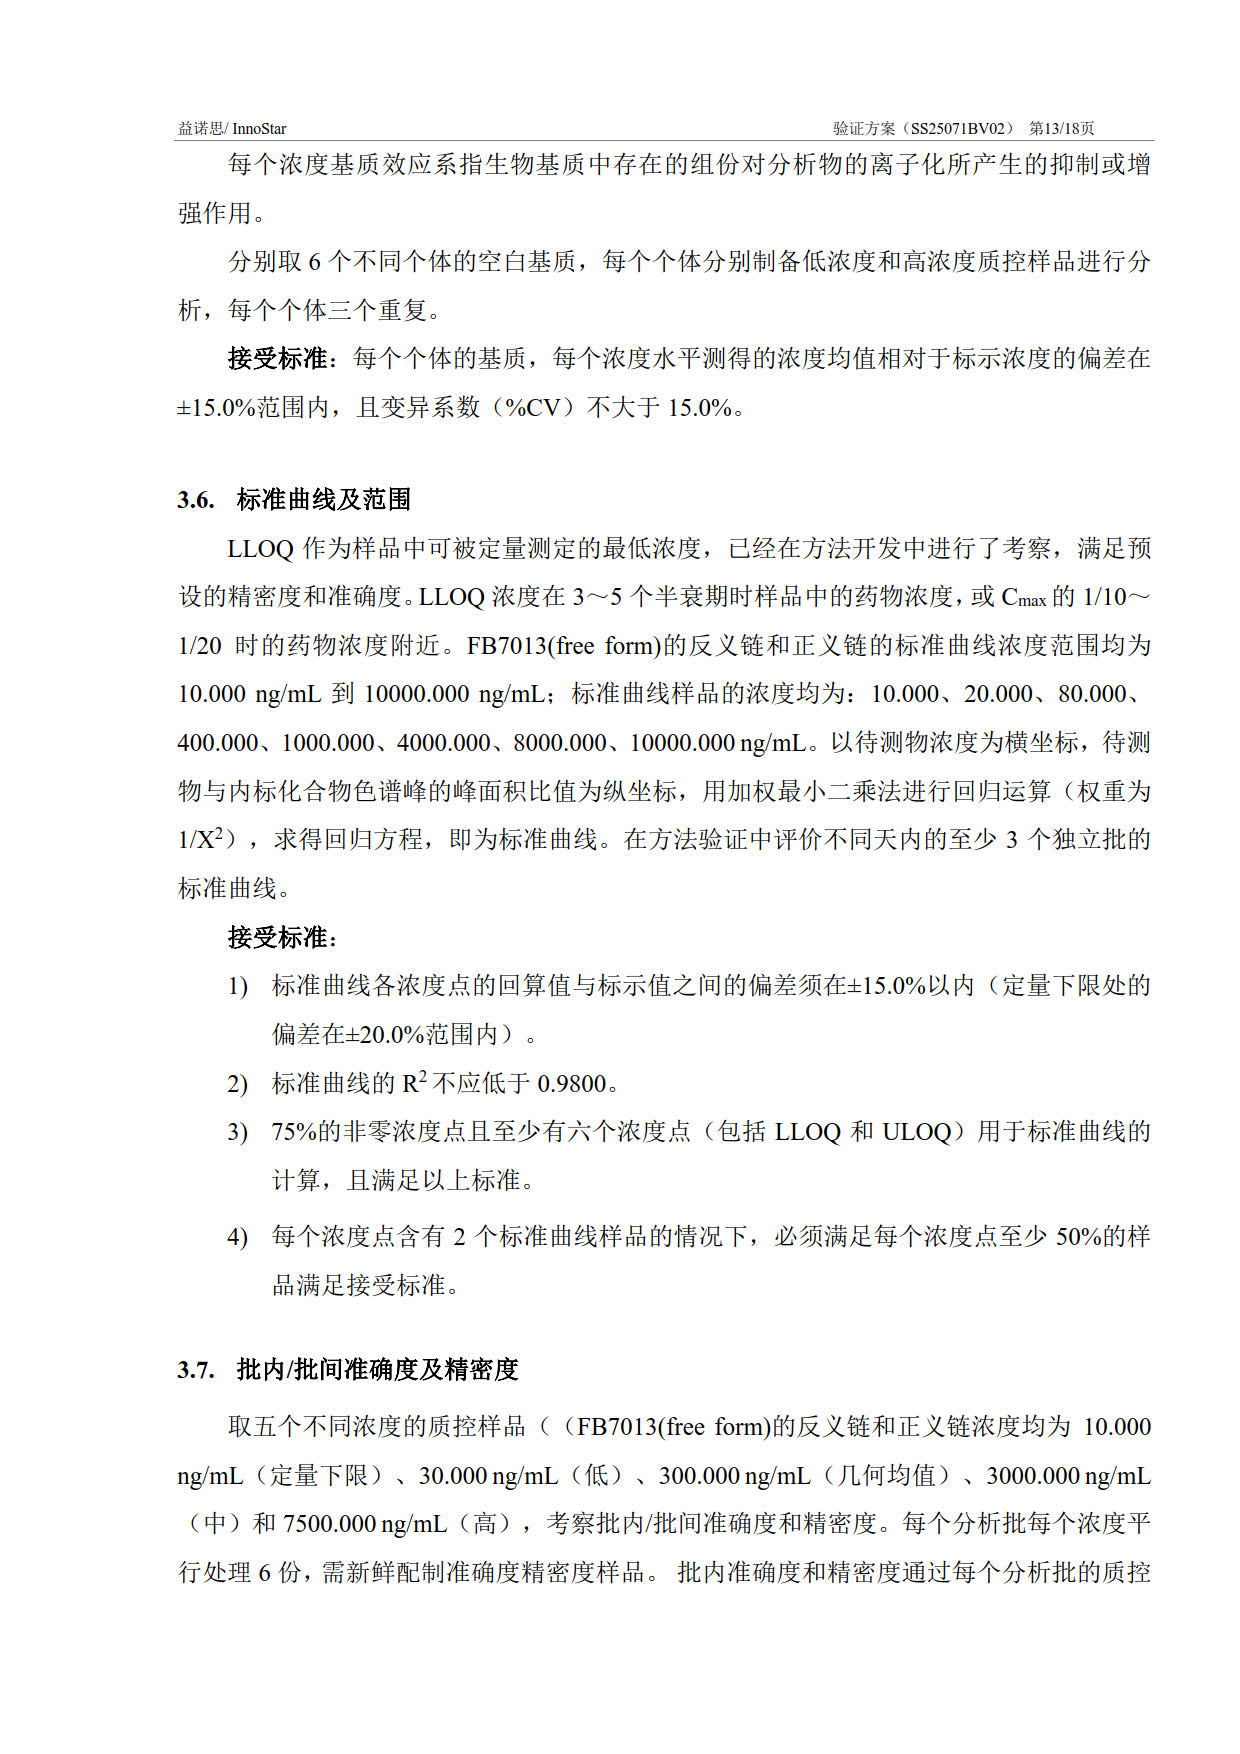 益诺思/ InnoStar 验证方案（SS25071BV02） 第13/18页
每个浓度基质效应系指生物基质中存在的组份对分析物的离子化所产生的抑制或增
强作用。
分别取 6 个不同个体的空白基质，每个个体分别制备低浓度和高浓度质控样品进行分
析，每个个体三个重复。
接受标准：每个个体的基质，每个浓度水平测得的浓度均值相对于标示浓度的偏差在
±15.0%范围内，且变异系数（%CV）不大于 15.0%。
3.6. 标准曲线及范围
LLOQ 作为样品中可被定量测定的最低浓度，已经在方法开发中进行了考察，满足预
设的精密度和准确度。LLOQ 浓度在 3～5 个半衰期时样品中的药物浓度，或 Cmax 的 1/10～
1/20 时的药物浓度附近。FB7013(free form)的反义链和正义链的标准曲线浓度范围均为
10.000 ng/mL 到 10000.000 ng/mL；标准曲线样品的浓度均为：10.000、20.000、80.000、
400.000、1000.000、4000.000、8000.000、10000.000 ng/mL。以待测物浓度为横坐标，待测
物与内标化合物色谱峰的峰面积比值为纵坐标，用加权最小二乘法进行回归运算（权重为
1/X²），求得回归方程，即为标准曲线。在方法验证中评价不同天内的至少 3 个独立批的
标准曲线。
接受标准：
1) 标准曲线各浓度点的回算值与标示值之间的偏差须在±15.0%以内（定量下限处的
偏差在±20.0%范围内）。
2) 标准曲线的 R² 不应低于 0.9800。
3) 75%的非零浓度点且至少有六个浓度点（包括 LLOQ 和 ULOQ）用于标准曲线的
计算，且满足以上标准。
4) 每个浓度点含有 2 个标准曲线样品的情况下，必须满足每个浓度点至少 50%的样
品满足接受标准。
3.7. 批内/批间准确度及精密度
取五个不同浓度的质控样品（（FB7013(free form)的反义链和正义链浓度均为 10.000
ng/mL（定量下限）、30.000 ng/mL（低）、300.000 ng/mL（几何均值）、3000.000 ng/mL
（中）和 7500.000 ng/mL（高），考察批内/批间准确度和精密度。每个分析批每个浓度平
行处理 6 份，需新鲜配制准确度精密度样品。 批内准确度和精密度通过每个分析批的质控